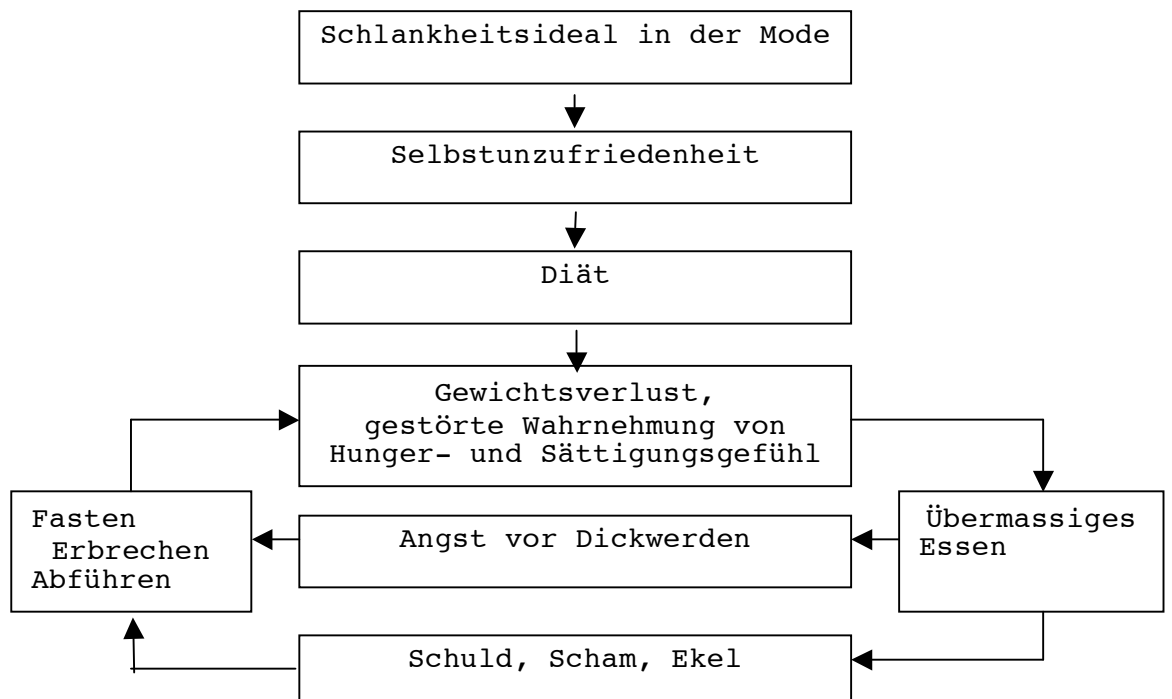 Schlankheitsideal in der Mode
Selbstunzufriedenheit
Diät
Gewichtsverlust,
gestörte Wahrnehmung von
Hunger- und Sättigungsgefühl
Fasten
Erbrechen
Abführen
Angst vor Dickwerden
Übermassiges
Essen
Schuld, Scham, Ekel